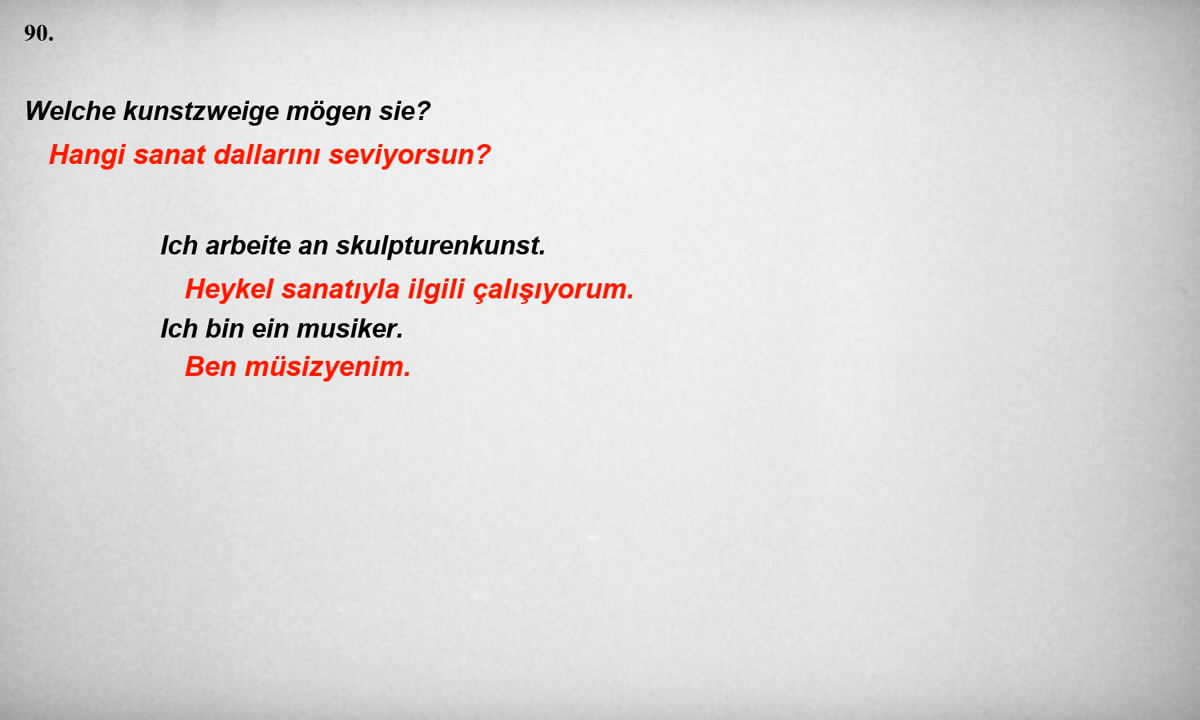 90.
Welche kunstzweige mögen sie?
Hangi sanat dallarını seviyorsun?
Ich arbeite an skulpturenkunst.
Heykel sanatıyla ilgili çalışıyorum.
Ich bin ein musiker.
Ben müsizyenim.